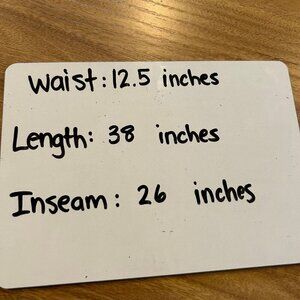 Waist: 12.5 inches
Length: 38 inches
Inseam: 26 inches